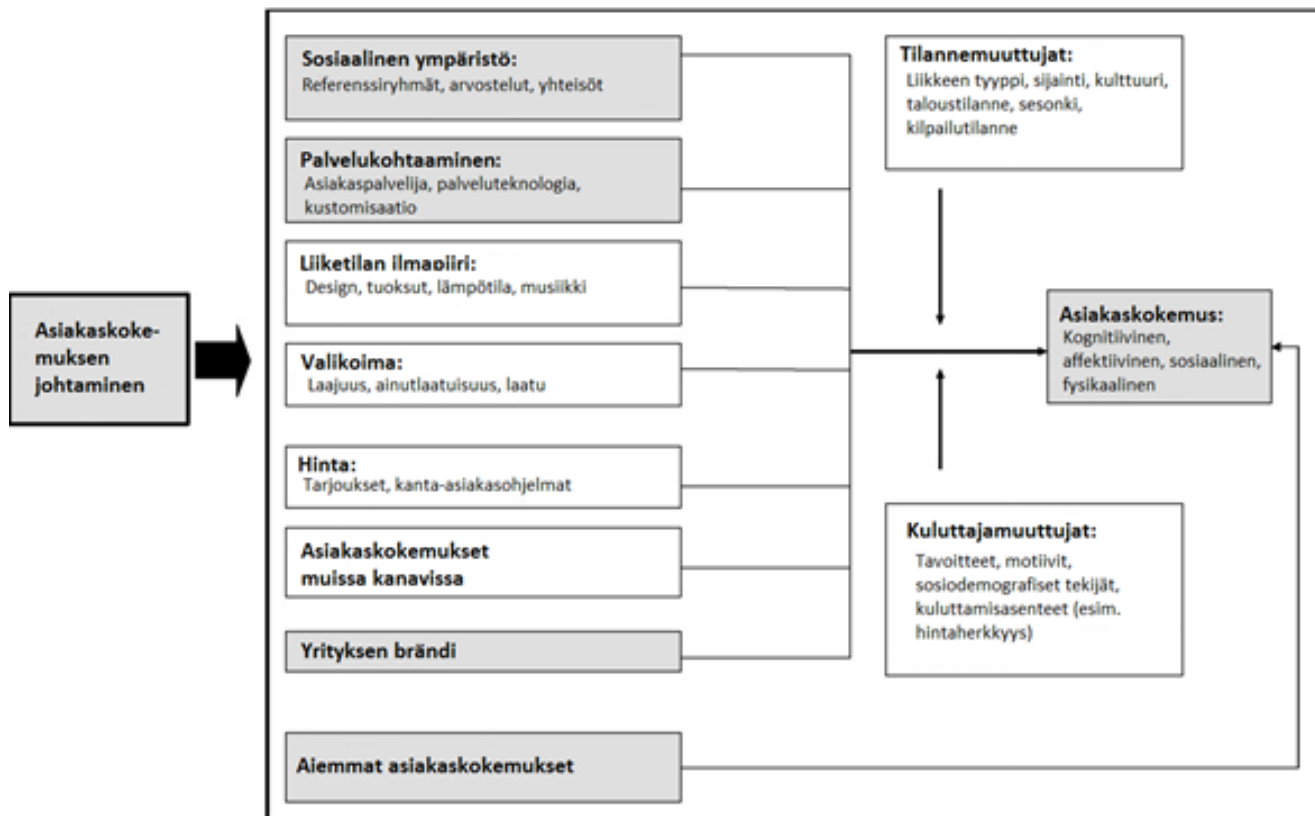 Asiakaskoke-
muksen
johtaminen
Sosiaalinen ympäristö:
Referenssiryhmät, arvostelut, yhteisöt
Palvelukohtaaminen:
Asiakaspalvelija, palveluteknologia,
kustomisaatio
Liiketilan ilmapiiri:
Design, tuoksut, lämpötila, musiikki
Valikoima:
Laajuus, ainutlaatuisuus, laatu
Hinta:
Tarjoukset, kanta-asiakasohjelmat
Asiakaskokemukset
muissa kanavissa
Yrityksen brändi
Aiemmat asiakaskokemukset
Tilannemuuttujat:
Liikkeen tyyppi, sijainti, kulttuuri,
taloustilanne, sesonki,
kilpailutilanne
Kuluttajamuuttujat:
Tavoitteet, motiivit,
sosiodemografiset tekijät,
kuluttamisasenteet (esim.
hintaherkkyys)
Asiakaskokemus:
Kognitiivinen,
affektiivinen, sosiaalinen,
fysikaalinen